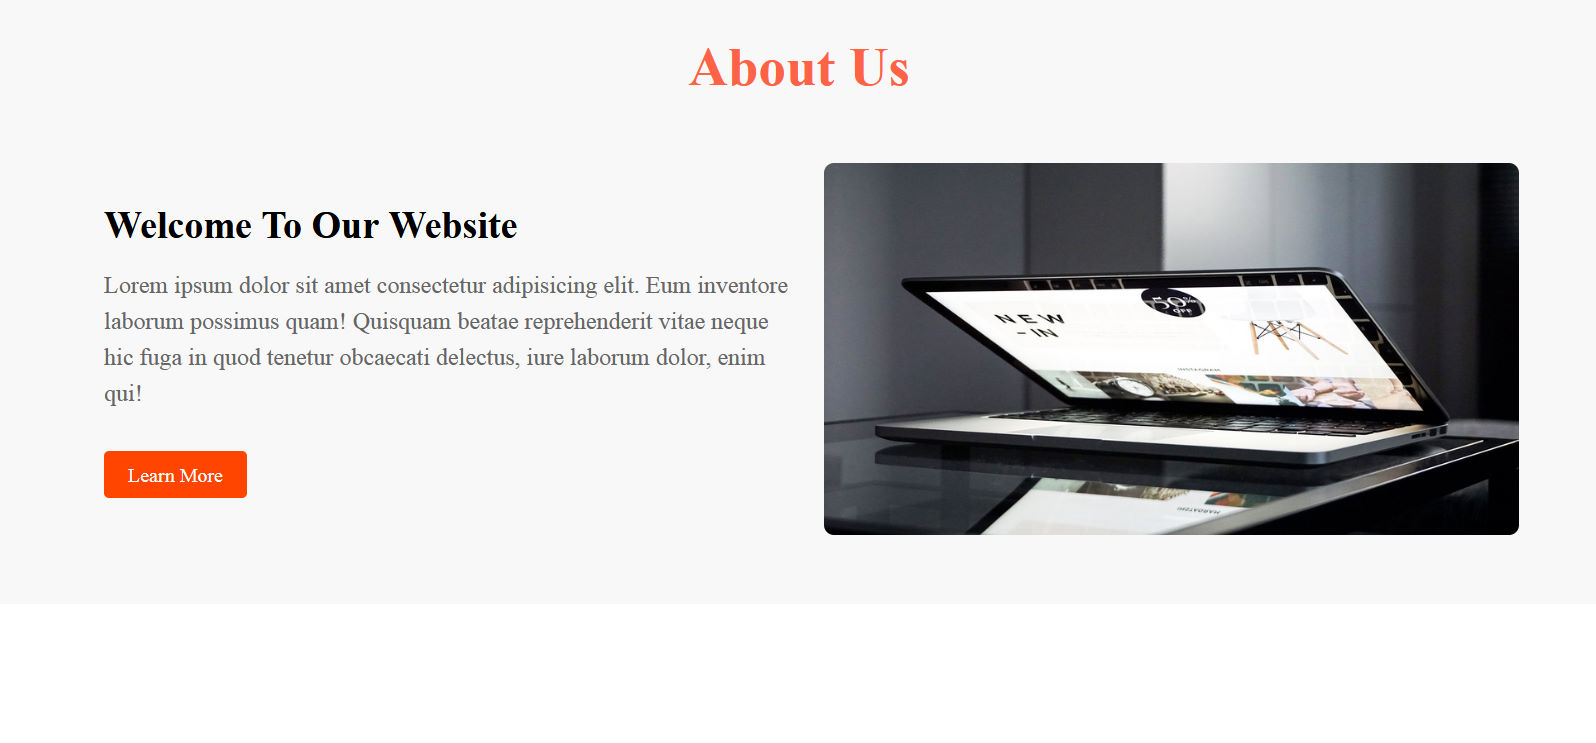 About Us
Welcome To Our Website
Lorem ipsum dolor sit amet consectetur adipisicing elit. Eum inventore
laborum possimus quam! Quisquam beatae reprehenderit vitae neque
hic fuga in quod tenetur obcaecati delectus, iure laborum dolor, enim
qui!
Learn More
50%
OFF
NEW
-IN
INSTAGRAM